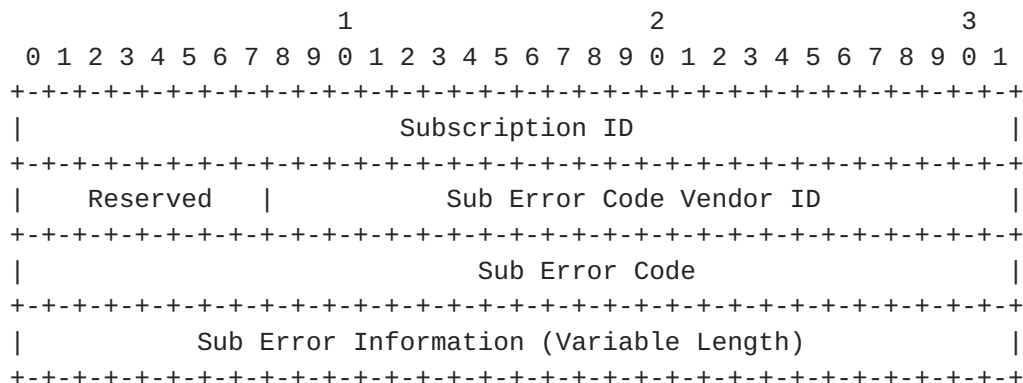 1                   2                   3
 0 1 2 3 4 5 6 7 8 9 0 1 2 3 4 5 6 7 8 9 0 1 2 3 4 5 6 7 8 9 0 1
+-+-+-+-+-+-+-+-+-+-+-+-+-+-+-+-+-+-+-+-+-+-+-+-+-+-+-+-+-+-+-+-+
|                        Subscription ID                        |
+-+-+-+-+-+-+-+-+-+-+-+-+-+-+-+-+-+-+-+-+-+-+-+-+-+-+-+-+-+-+-+-+
|    Reserved   |           Sub Error Code Vendor ID            |
+-+-+-+-+-+-+-+-+-+-+-+-+-+-+-+-+-+-+-+-+-+-+-+-+-+-+-+-+-+-+-+-+
|                             Sub Error Code                    |
+-+-+-+-+-+-+-+-+-+-+-+-+-+-+-+-+-+-+-+-+-+-+-+-+-+-+-+-+-+-+-+-+
|           Sub Error Information (Variable Length)             |
+-+-+-+-+-+-+-+-+-+-+-+-+-+-+-+-+-+-+-+-+-+-+-+-+-+-+-+-+-+-+-+-+